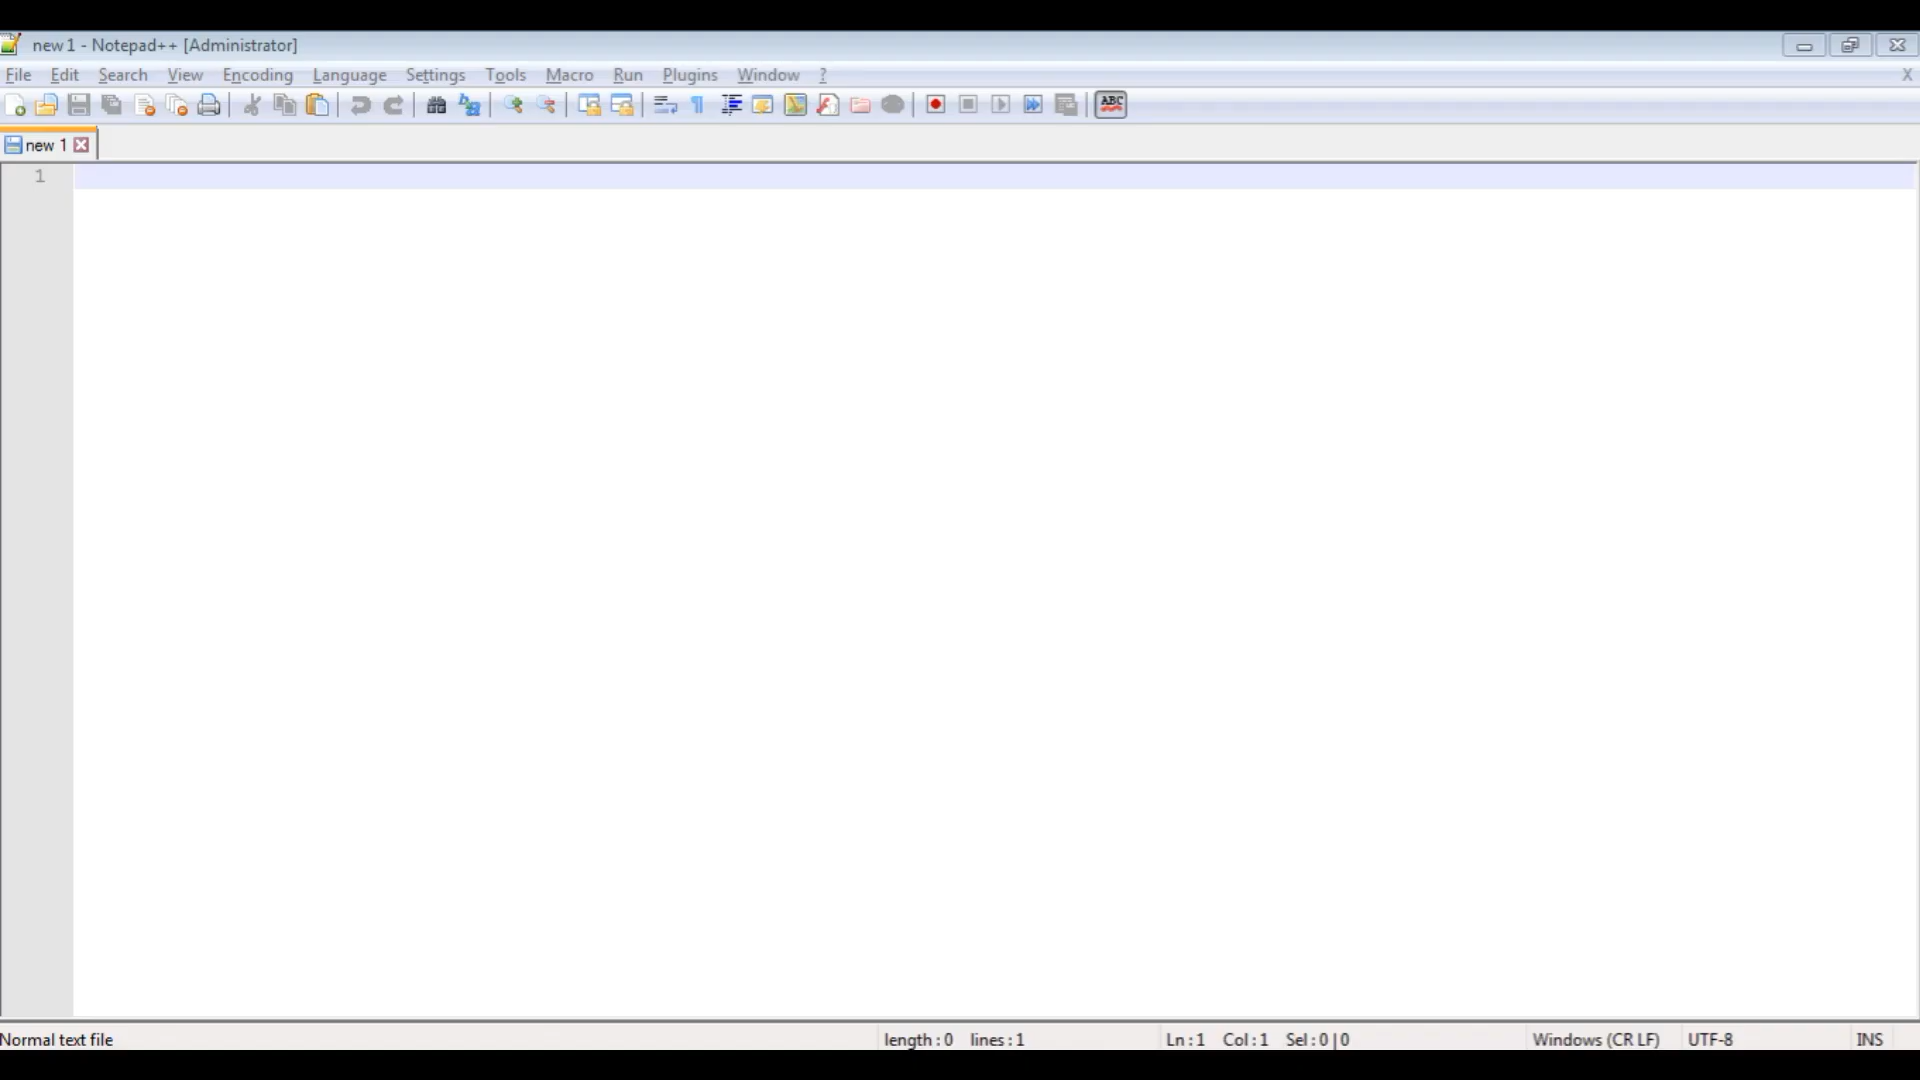 new 1 - Notepad++ [Administrator]
File Edit Search View Encoding Language Settings Tools Macro Run Plugins Window ? X
ABC
new 1
1
Normal text file length : 0 lines : 1 Ln : 1 Col : 1 Sel : 0 | 0 Windows (CR LF) UTF-8 INS